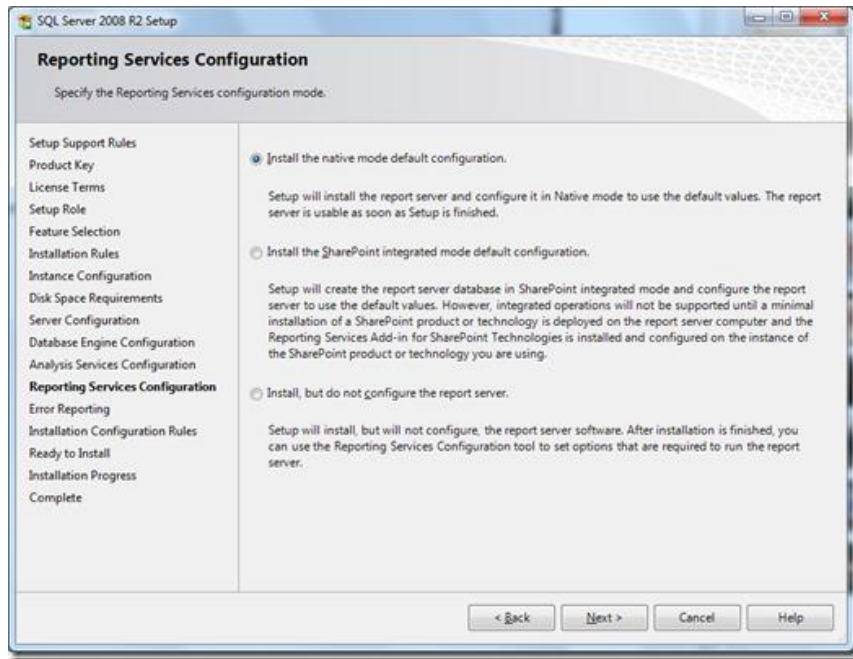 SQL Server 2008 R2 Setup
Reporting Services Configuration
Specify the Reporting Services configuration mode.
Setup Support Rules
Product Key
License Terms
Setup Role
Feature Selection
Installation Rules
Instance Configuration
Disk Space Requirements
Server Configuration
Database Engine Configuration
Analysis Services Configuration
Reporting Services Configuration
Error Reporting
Installation Configuration Rules
Ready to Install
Installation Progress
Complete
Install the native mode default configuration.
Setup will install the report server and configure it in Native mode to use the default values. The report
server is usable as soon as Setup is finished.
Install the SharePoint integrated mode default configuration.
Setup will create the report server database in SharePoint integrated mode and configure the report
server to use the default values. However, integrated operations will not be supported until a minimal
installation of a SharePoint product or technology is deployed on the report server computer and the
Reporting Services Add-in for SharePoint Technologies is installed and configured on the instance of
the SharePoint product or technology you are using.
Install, but do not configure the report server.
Setup will install, but will not configure, the report server software. After installation is finished, you
can use the Reporting Services Configuration tool to set options that are required to run the report
server.
< Back
Next >
Cancel
Help